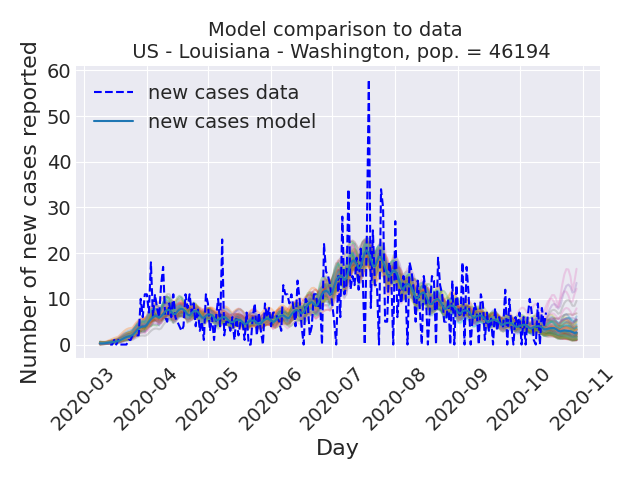 Model comparison to data
US - Louisiana - Washington, pop. = 46194
Number of new cases reported
60
50
40
30
20
10
0
new cases data
new cases model
2020-03
2020-04
2020-05
2020-06
2020-07
2020-08
2020-09
2020-10
2020-11
Day